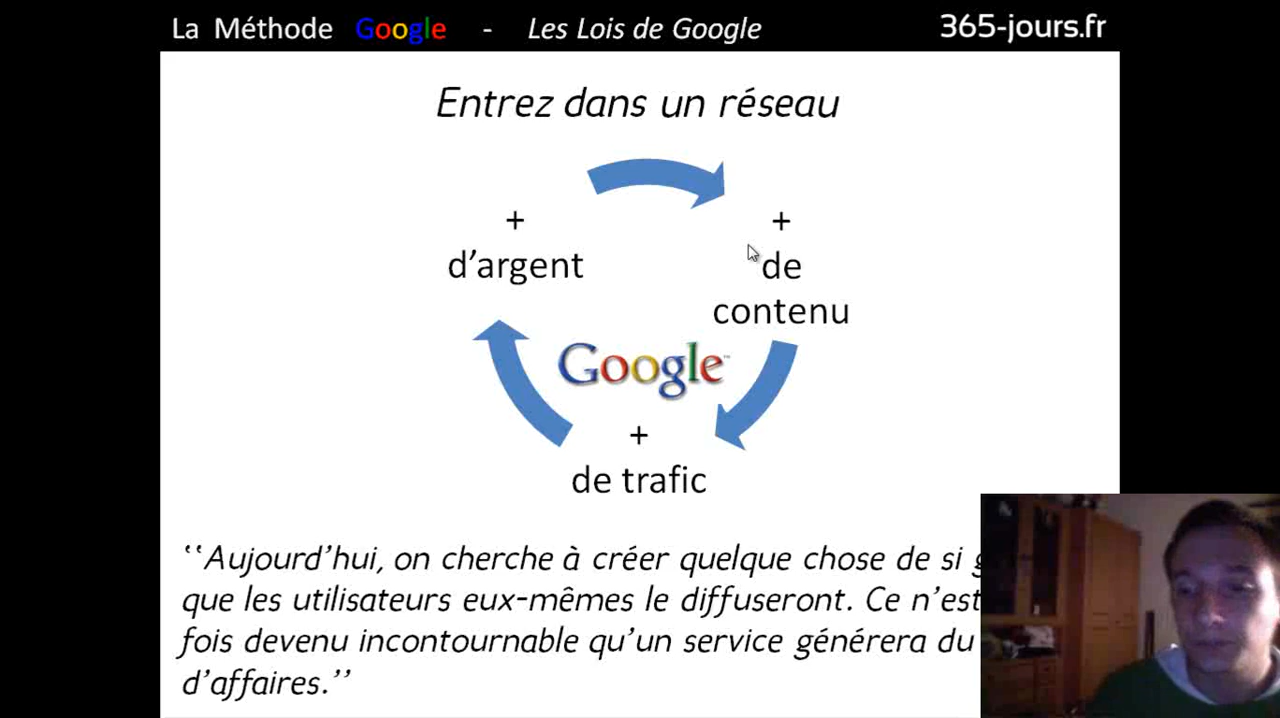 La Méthode Google - Les Lois de Google 365-jours.fr
Entrez dans un réseau
+ +
d'argent de
contenu
Google™
+
de trafic
‘‘Aujourd'hui, on cherche à créer quelque chose de si
que les utilisateurs eux-mêmes le diffuseront. Ce n'est
fois devenu incontournable qu'un service générera du
d'affaires.’’